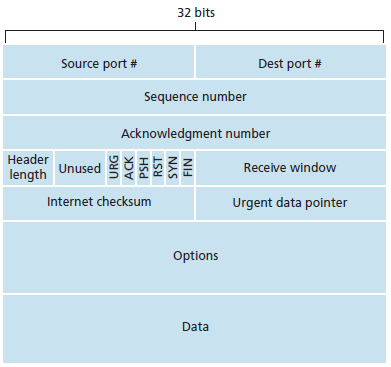 32 bits
Source port # Dest port #
Sequence number
Acknowledgment number
Header
length Unused URG ACK PSH RST SYN FIN Receive window
Internet checksum Urgent data pointer
Options
Data